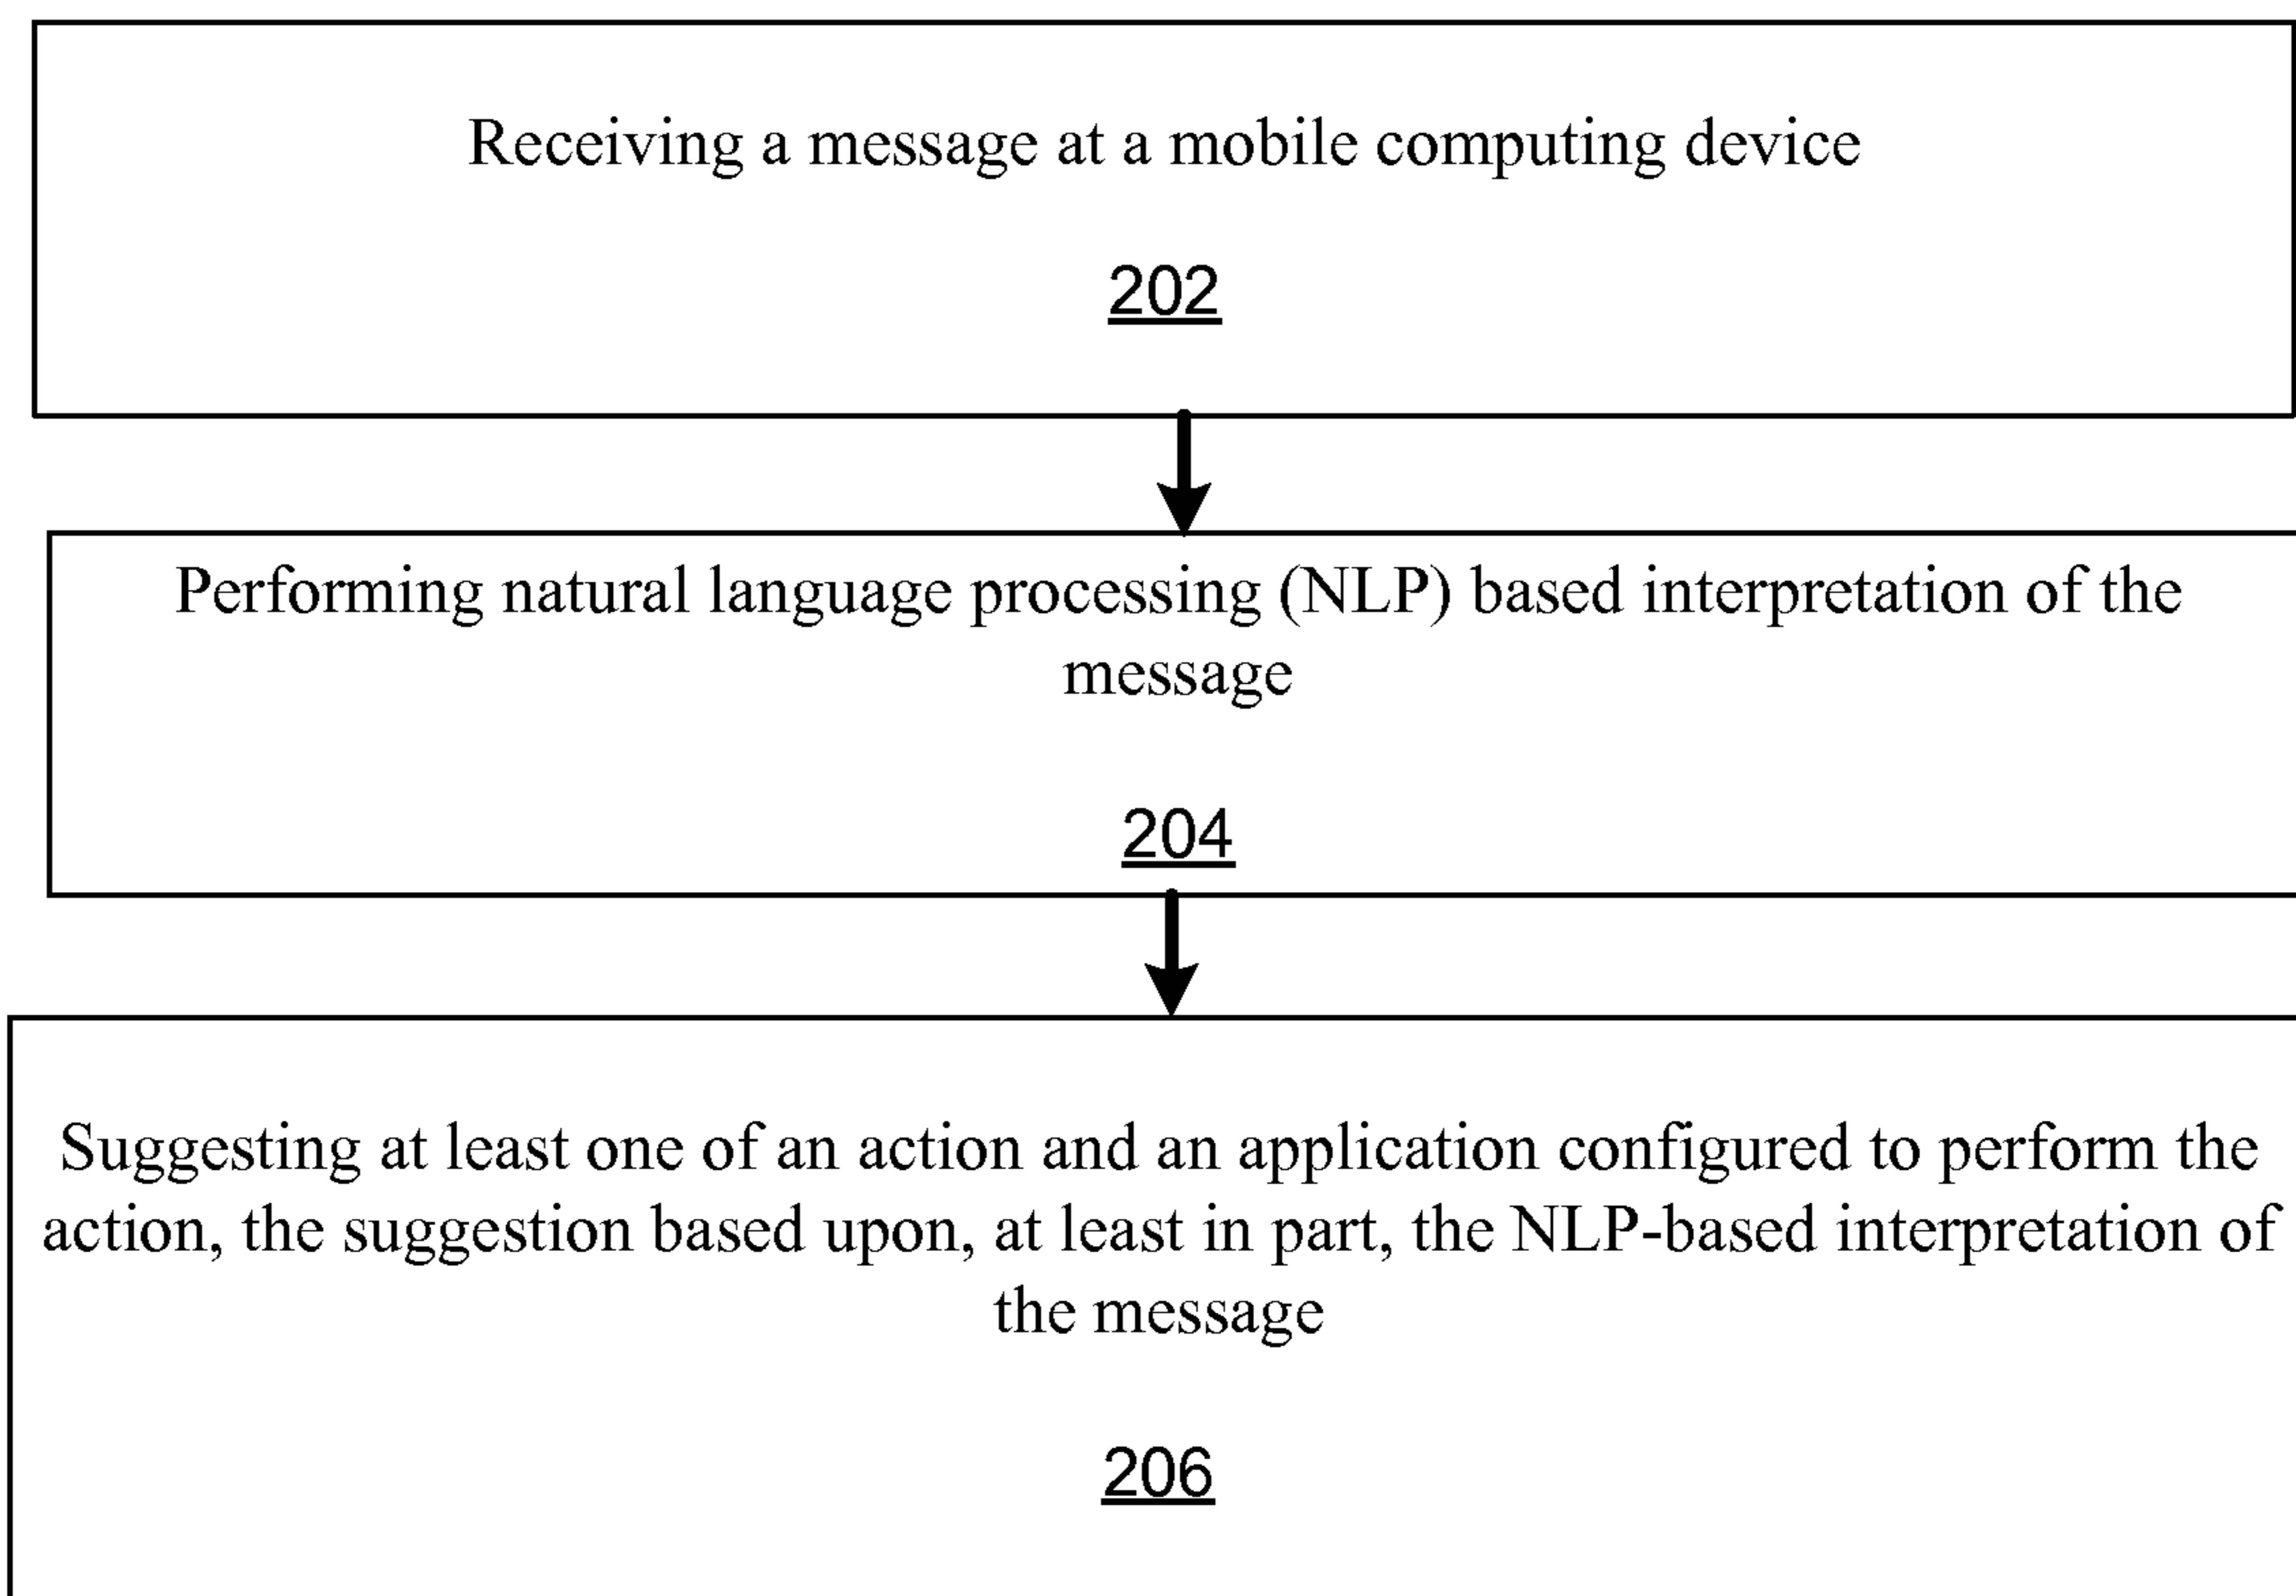 Receiving a message at a mobile computing device
202
Performing natural language processing (NLP) based interpretation of the
message
204
Suggesting at least one of an action and an application configured to perform the
action, the suggestion based upon, at least in part, the NLP-based interpretation of
the message
206